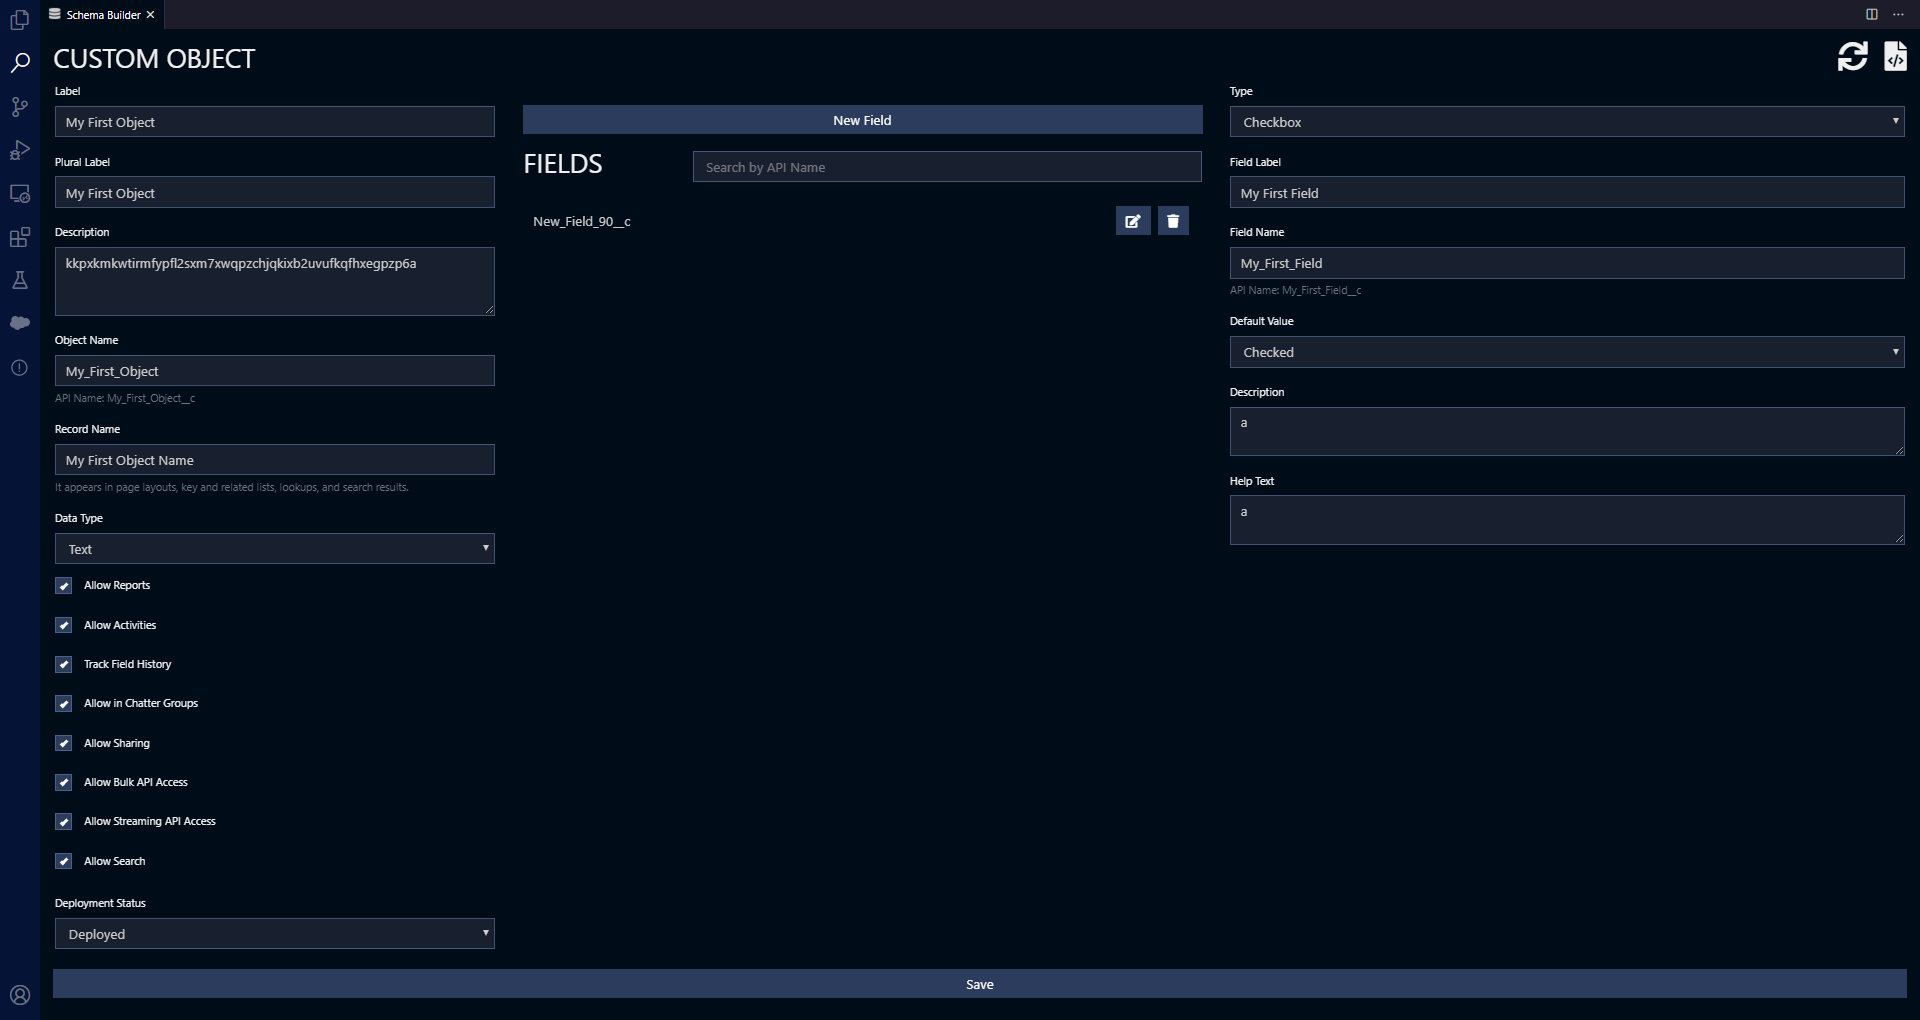 Schema Builder
CUSTOM OBJECT
Label
My First Object
Plural Label
My First Object
Description
kkpxkmkwtirmfypfl2sxm7xwqpzchjqkixb2uvufkqfhxegpzp6a
Object Name
My_First_Object
API Name: My_First_Object__c
Record Name
My First Object Name
It appears in page layouts, key and related lists, lookups, and search results.
Data Type
Text
Allow Reports
Allow Activities
Track Field History
Allow in Chatter Groups
Allow Sharing
Allow Bulk API Access
Allow Streaming API Access
Allow Search
Deployment Status
Deployed
New Field
FIELDS
Search by API Name
New_Field_90__c
Type
Checkbox
Field Label
My First Field
Field Name
My_First_Field
API Name: My_First_Field__c
Default Value
Checked
Description
a
Help Text
a
Save